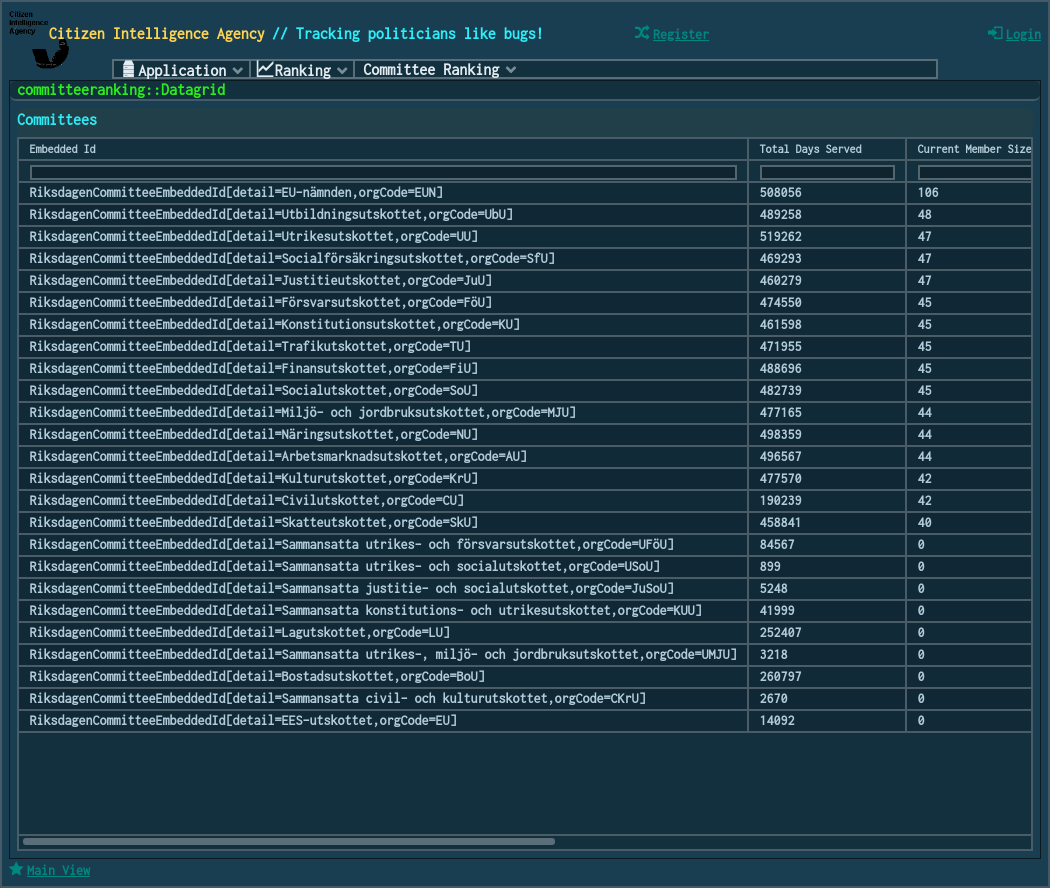 Citizen
Intelligence
Agency
Citizen Intelligence Agency // Tracking politicians like bugs!
Register
Login
Application
Ranking
Committee Ranking
committeeranking::Datagrid
Committees
Embedded Id Total Days Served Current Member Size
RiksdagenCommitteeEmbeddedId[detail=EU-nämnden,orgCode=EUN] 508056 106
RiksdagenCommitteeEmbeddedId[detail=Utbildningsutskottet,orgCode=UbU] 489258 48
RiksdagenCommitteeEmbeddedId[detail=Utrikesutskottet,orgCode=UU] 519262 47
RiksdagenCommitteeEmbeddedId[detail=Socialförsäkringsutskottet,orgCode=SfU] 469293 47
RiksdagenCommitteeEmbeddedId[detail=Justitieutskottet,orgCode=JuU] 460279 47
RiksdagenCommitteeEmbeddedId[detail=Försvarsutskottet,orgCode=FöU] 474550 45
RiksdagenCommitteeEmbeddedId[detail=Konstitutionsutskottet,orgCode=KU] 461598 45
RiksdagenCommitteeEmbeddedId[detail=Trafikutskottet,orgCode=TU] 471955 45
RiksdagenCommitteeEmbeddedId[detail=Finansutskottet,orgCode=FiU] 488696 45
RiksdagenCommitteeEmbeddedId[detail=Socialutskottet,orgCode=SoU] 482739 45
RiksdagenCommitteeEmbeddedId[detail=Miljö- och jordbruksutskottet,orgCode=MJU] 477165 44
RiksdagenCommitteeEmbeddedId[detail=Näringsutskottet,orgCode=NU] 498359 44
RiksdagenCommitteeEmbeddedId[detail=Arbetsmarknadsutskottet,orgCode=AU] 496567 44
RiksdagenCommitteeEmbeddedId[detail=Kulturutskottet,orgCode=KrU] 477570 42
RiksdagenCommitteeEmbeddedId[detail=Civilutskottet,orgCode=CU] 190239 42
RiksdagenCommitteeEmbeddedId[detail=Skatteutskottet,orgCode=SkU] 458841 40
RiksdagenCommitteeEmbeddedId[detail=Sammansatta utrikes- och försvarsutskottet,orgCode=UFöU] 84567 0
RiksdagenCommitteeEmbeddedId[detail=Sammansatta utrikes- och socialutskottet,orgCode=USoU] 899 0
RiksdagenCommitteeEmbeddedId[detail=Sammansatta justitie- och socialutskottet,orgCode=JuSoU] 5248 0
RiksdagenCommitteeEmbeddedId[detail=Sammansatta konstitutions- och utrikesutskottet,orgCode=KUU] 41999 0
RiksdagenCommitteeEmbeddedId[detail=Lagutskottet,orgCode=LU] 252407 0
RiksdagenCommitteeEmbeddedId[detail=Sammansatta utrikes-, miljö- och jordbruksutskottet,orgCode=UMJU] 3218 0
RiksdagenCommitteeEmbeddedId[detail=Bostadsutskottet,orgCode=BoU] 260797 0
RiksdagenCommitteeEmbeddedId[detail=Sammansatta civil- och kulturutskottet,orgCode=CKrU] 2670 0
RiksdagenCommitteeEmbeddedId[detail=EES-utskottet,orgCode=EU] 14092 0
Main View